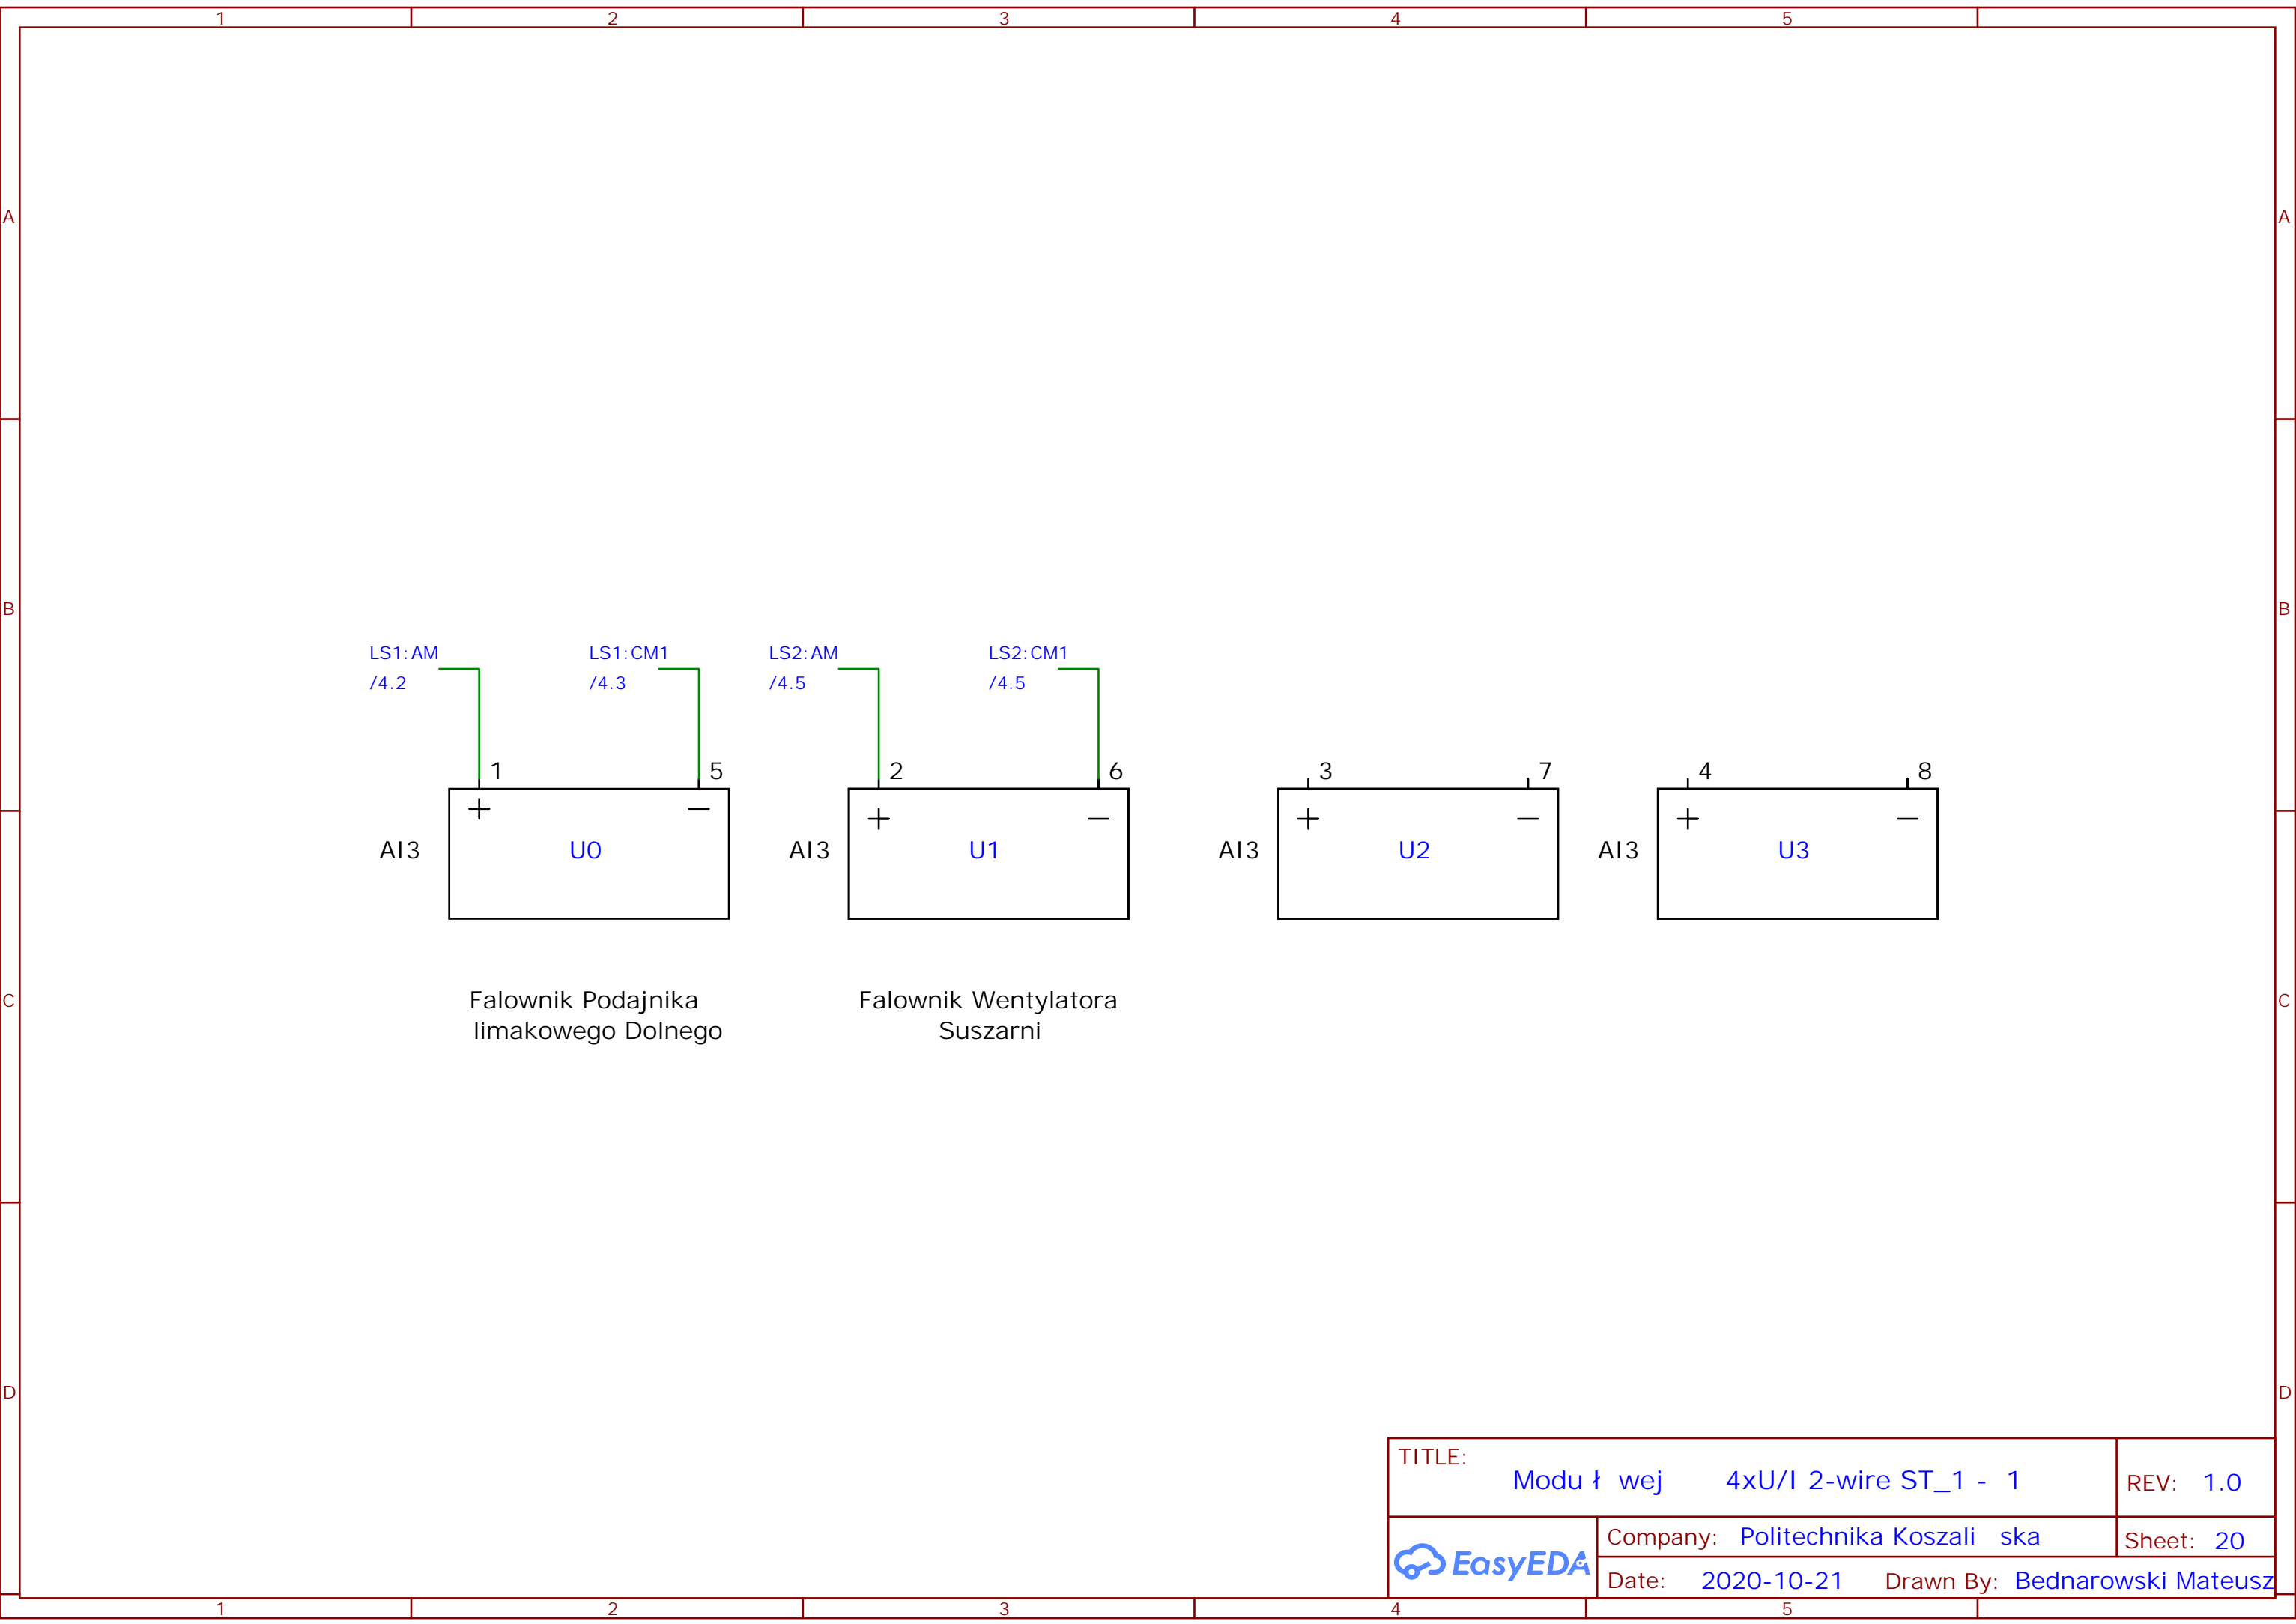 1 2 3 4 5
A A
B B
LS1:AM LS1:CM1 LS2:AM LS2:CM1
/4.2 /4.3 /4.5 /4.5
1 5 2 6 3 7 4 8
+ − + − + − + −
AI3 U0 AI3 U1 AI3 U2 AI3 U3
C C
Falownik Podajnika
limakowego Dolnego
Falownik Wentylatora
Suszarni
D D
TITLE:
Modu ł wej 4xU/I 2-wire ST_1 - 1
REV: 1.0
EasyEDA
Company: Politechnika Koszali ska
Sheet: 20
Date: 2020-10-21
Drawn By: Bednarowski Mateusz
1 2 3 4 5